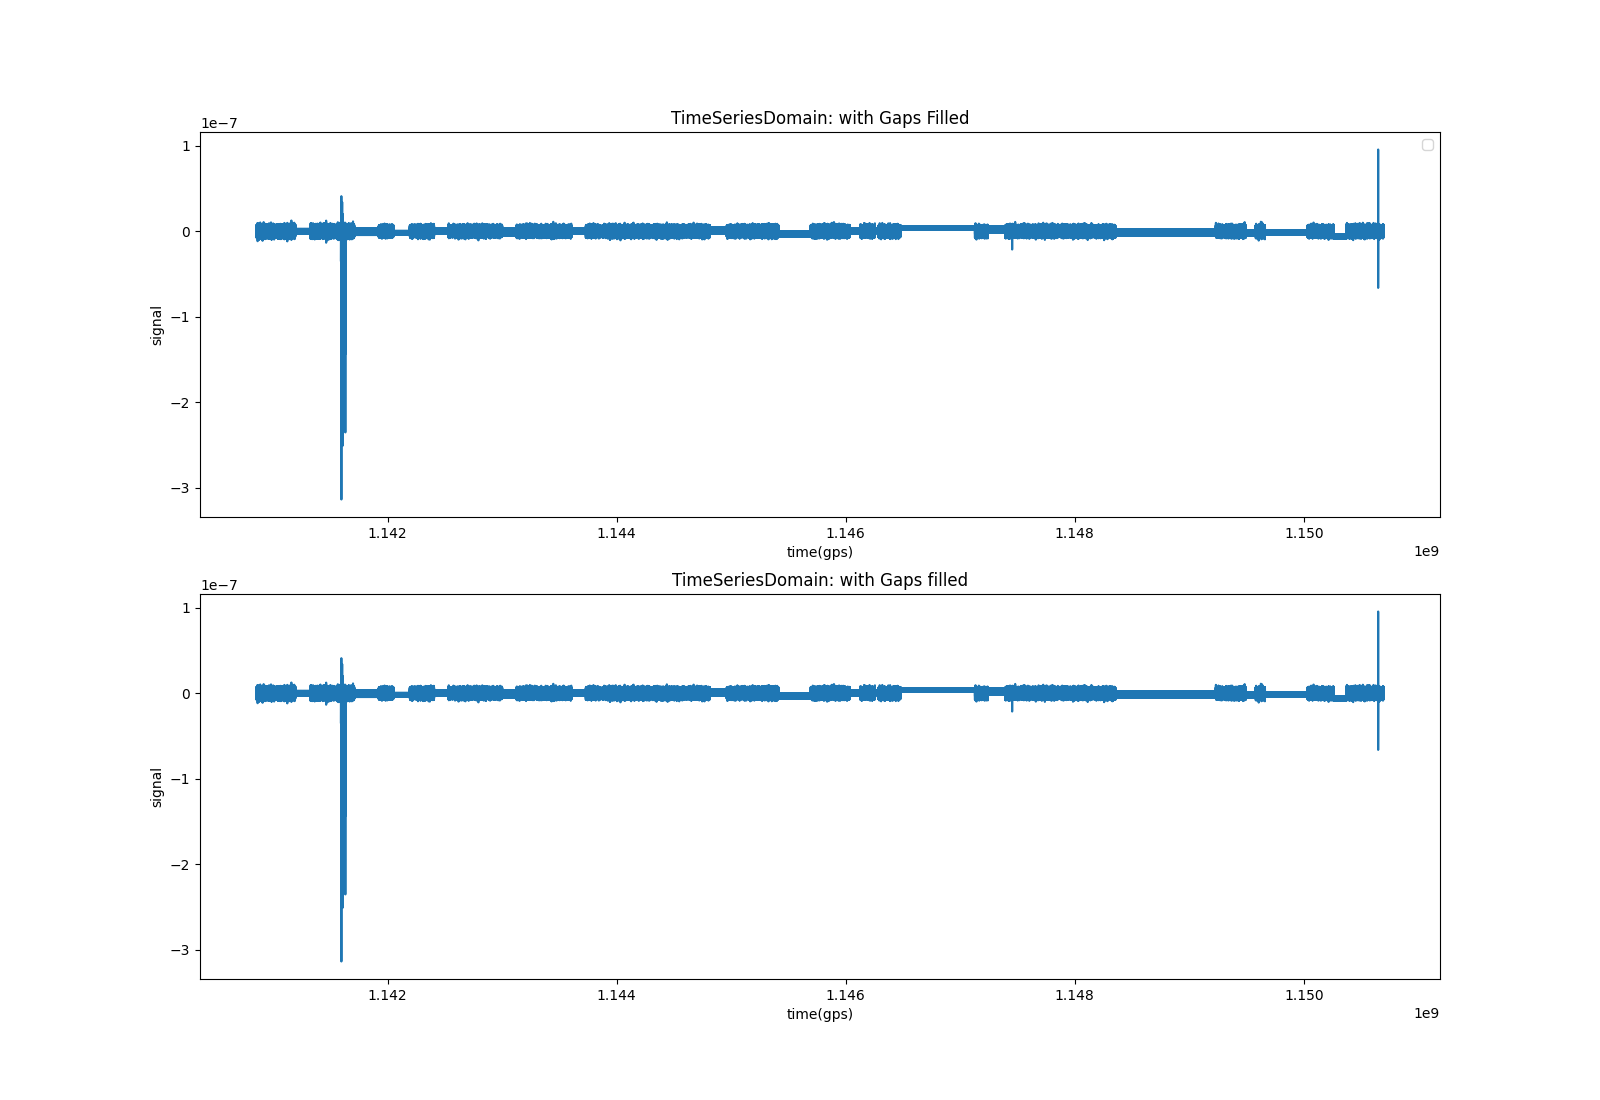 TimeSeriesDomain: with Gaps Filled
1e−7
1
0
−1
−2
−3
signal
1.142 1.144 1.146 1.148 1.150
time(gps)
1e9
TimeSeriesDomain: with Gaps filled
1e−7
1
0
−1
−2
−3
signal
1.142 1.144 1.146 1.148 1.150
time(gps)
1e9